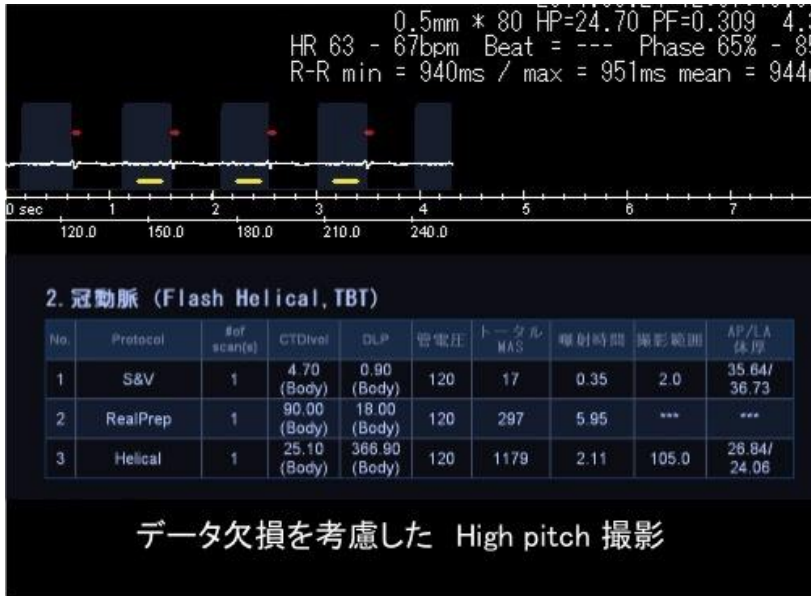 0.5mm * 80 HP=24.70 PF=0.309 4.
HR 63 - 67bpm Beat = --- Phase 65% - 8
R-R min = 940ms / max = 951ms mean = 944
0 sec 1 2 3 4 5 6 7
120.0 150.0 180.0 210.0 240.0
2. 冠動脈 (Flash Helical,TBT)
No. Protocol #of scan(s) CTDIvol DLP 管電圧 トータル MAS 曝射時間 撮影範囲 AP/LA 体厚
1 S&V 1 4.70 (Body) 0.90 (Body) 120 17 0.35 2.0 35.64/ 36.73
2 RealPrep 1 90.00 (Body) 18.00 (Body) 120 297 5.95 *** ***
3 Helical 1 25.10 (Body) 366.90 (Body) 120 1179 2.11 105.0 26.84/ 24.06
データ欠損を考慮した High pitch 撮影